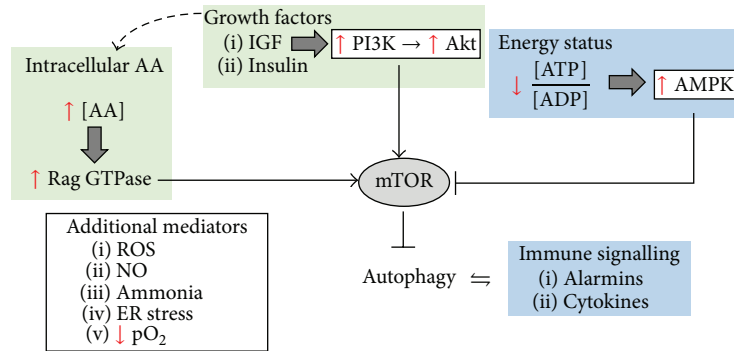 Growth factors
(i) IGF
(ii) Insulin
↑ PI3K → ↑ Akt
Energy status
↓ [ATP]
[ADP]
↑ AMPK
Intracellular AA
↑ [AA]
↑ Rag GTPase
mTOR
Additional mediators
(i) ROS
(ii) NO
(iii) Ammonia
(iv) ER stress
(v) ↓ pO₂
Autophagy ⇋
Immune signalling
(i) Alarmins
(ii) Cytokines